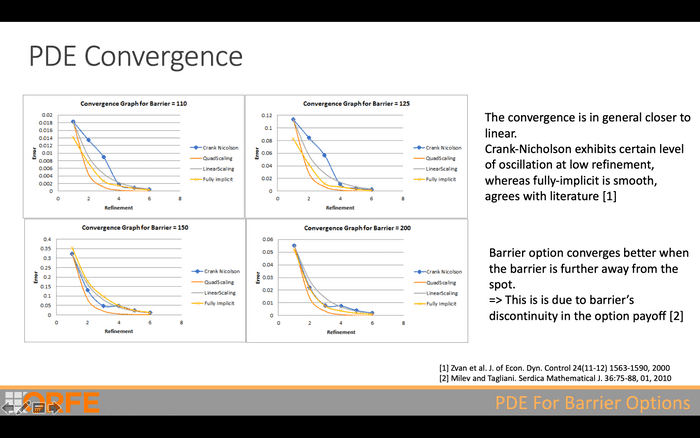 PDE Convergence
Convergence Graph for Barrier = 110
0.02
0.018
0.016
0.014
0.012
0.01
0.008
0.006
0.004
0.002
0
Error
0 2 4 6 8
Refinement
Crank Nicolson
QuadScaling
LinearScaling
Fully Implicit
Convergence Graph for Barrier = 125
0.12
0.1
0.08
0.06
0.04
0.02
0
Error
0 2 4 6 8
Refinement
Crank Nicolson
QuadScaling
LinearScaling
Fully Implicit
Convergence Graph for Barrier = 150
0.4
0.35
0.3
0.25
0.2
0.15
0.1
0.05
0
Error
0 2 4 6 8
Refinement
Crank Nicolson
QuadScaling
LinearScaling
Fully Implicit
Convergence Graph for Barrier = 200
0.06
0.05
0.04
0.03
0.02
0.01
0
Error
0 2 4 6 8
Refinement
Crank Nicolson
QuadScaling
LinearScaling
Fully Implicit
The convergence is in general closer to
linear.
Crank-Nicholson exhibits certain level
of oscillation at low refinement,
whereas fully-implicit is smooth,
agrees with literature [1]
Barrier option converges better when
the barrier is further away from the
spot.
=> This is is due to barrier's
discontinuity in the option payoff [2]
[1] Zvan et al. J. of Econ. Dyn. Control 24(11-12) 1563-1590, 2000
[2] Milev and Tagliani. Serdica Mathematical J. 36:75-88, 01, 2010
ORFE
PDE For Barrier Options